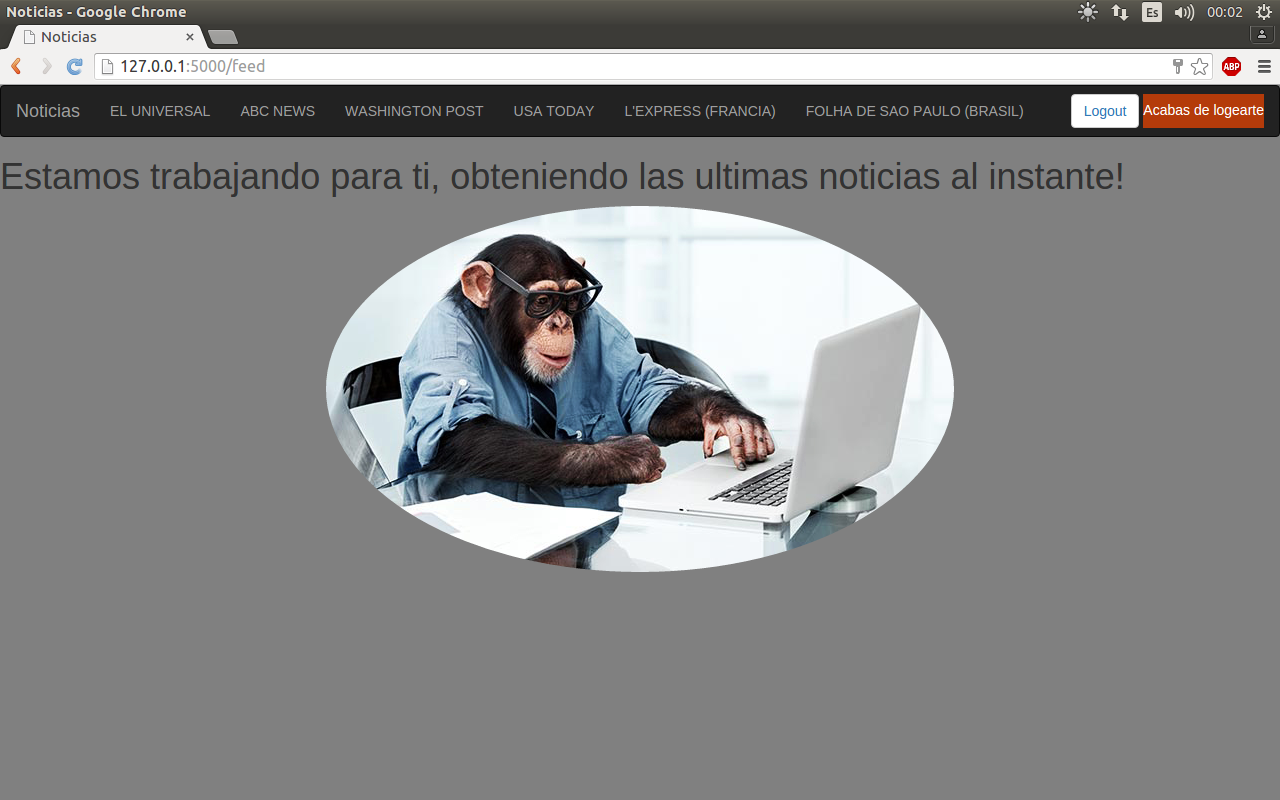 Noticias - Google Chrome
Es
00:02
Noticias
127.0.0.1:5000/feed
ABP
Noticias EL UNIVERSAL ABC NEWS WASHINGTON POST USA TODAY L'EXPRESS (FRANCIA) FOLHA DE SAO PAULO (BRASIL) Logout Acabas de logearte
Estamos trabajando para ti, obteniendo las ultimas noticias al instante!